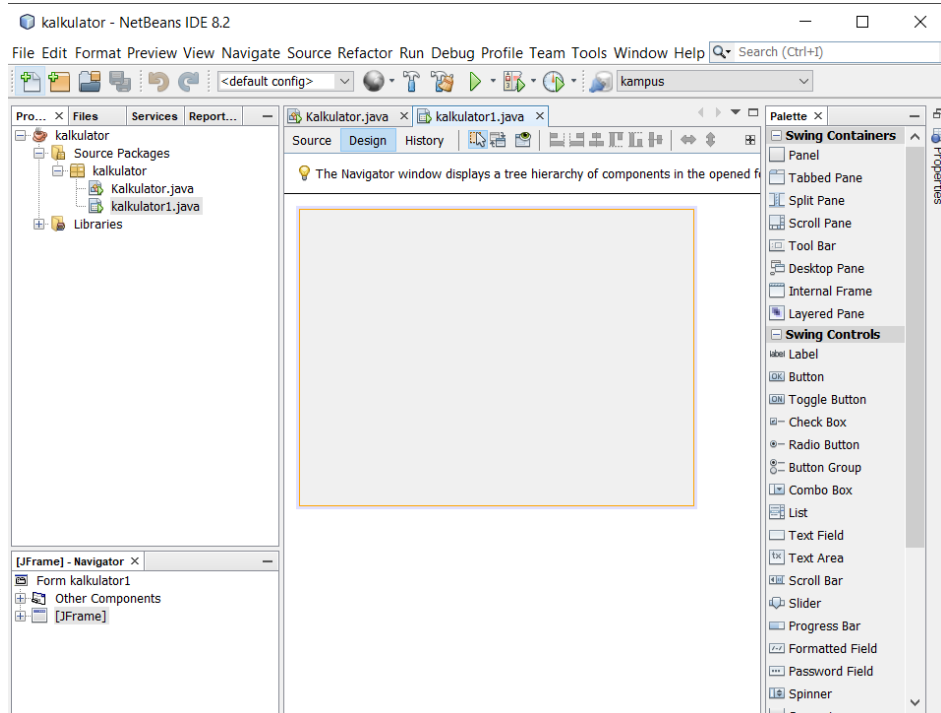 kalkulator - NetBeans IDE 8.2
File Edit Format Preview View Navigate Source Refactor Run Debug Profile Team Tools Window Help Search (Ctrl+I)
<default config> kampus
Pro... Files Services Report...
kalkulator
Source Packages
kalkulator
Kalkulator.java
kalkulator1.java
Libraries
Kalkulator.java kalkulator1.java
Source Design History
The Navigator window displays a tree hierarchy of components in the opened fo
[JFrame] - Navigator
Form kalkulator1
Other Components
[JFrame]
Palette
Swing Containers
Panel
Tabbed Pane
Split Pane
Scroll Pane
Tool Bar
Desktop Pane
Internal Frame
Layered Pane
Swing Controls
label Label
OK Button
ON Toggle Button
Check Box
Radio Button
Button Group
Combo Box
List
Text Field
Text Area
Scroll Bar
Slider
Progress Bar
Formatted Field
Password Field
Spinner
Properties